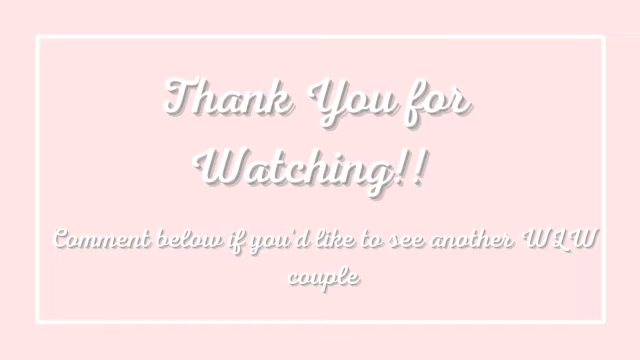 Thank You for
Watching!!
Comment below if you'd like to see another WLW
couple